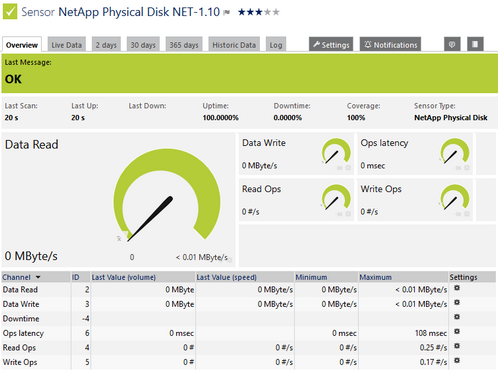 Sensor NetApp Physical Disk NET-1.10
Overview Live Data 2 days 30 days 365 days Historic Data Log Settings Notifications
Last Message:
OK
Last Scan: Last Up: Last Down: Uptime: Downtime: Coverage: Sensor Type:
20 s 20 s 100.0000% 0.0000% 100% NetApp Physical Disk
Data Read Data Write Ops latency
0 MByte/s 0 msec
Read Ops Write Ops
0 #/s 0 #/s
0 MByte/s 0 < 0.01 MByte/s
Channel ID Last Value (volume) Last Value (speed) Minimum Maximum Settings
Data Read 2 0 MByte 0 MByte/s 0 MByte/s < 0.01 MByte/s
Data Write 3 0 MByte 0 MByte/s 0 MByte/s < 0.01 MByte/s
Downtime -4
Ops latency 6 0 msec 0 msec 108 msec
Read Ops 4 0 # 0 #/s 0 #/s 0.25 #/s
Write Ops 5 0 # 0 #/s 0 #/s 0.17 #/s